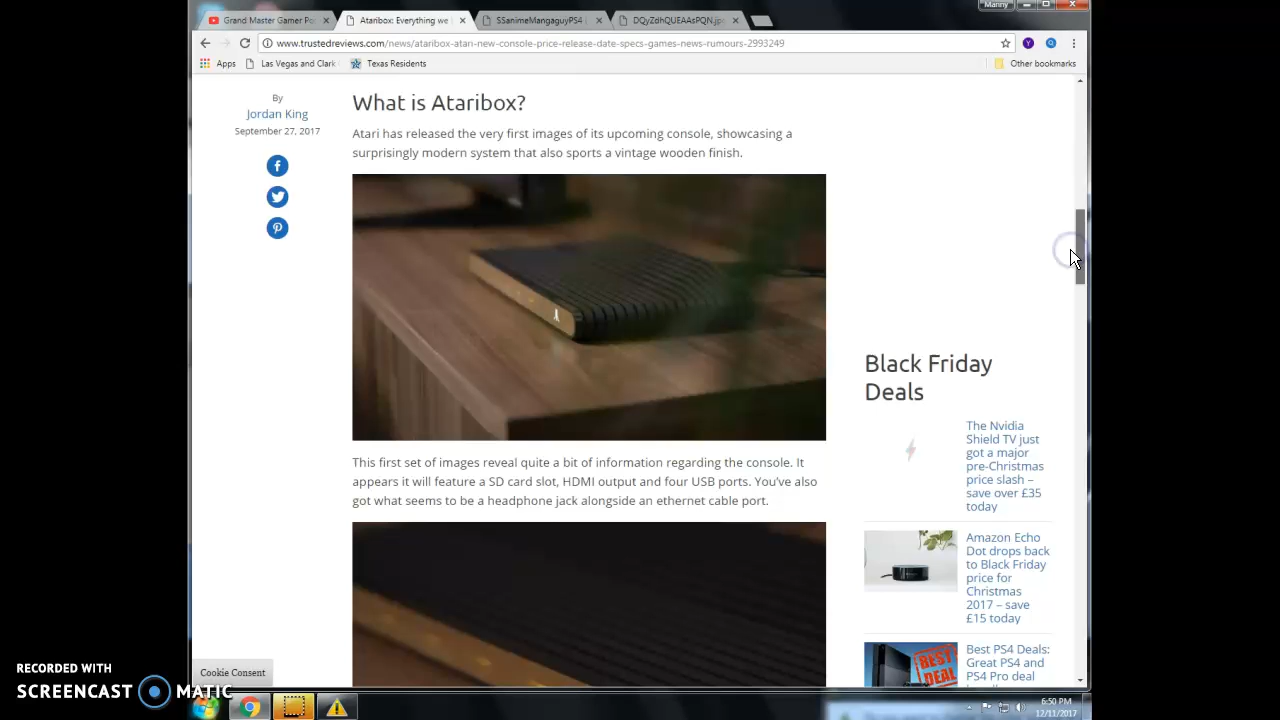 Manny
Grand Master Gamer Po
Ataribox: Everything we
SSanimeMangaguyPS4
DQyZdhQUEAAsPQN.jp
www.trustedreviews.com/news/ataribox-atari-new-console-price-release-date-specs-games-news-rumours-2993249
Apps
Las Vegas and Clark
Texas Residents
Other bookmarks
By
Jordan King
September 27, 2017
What is Ataribox?
Atari has released the very first images of its upcoming console, showcasing a
surprisingly modern system that also sports a vintage wooden finish.
This first set of images reveal quite a bit of information regarding the console. It
appears it will feature a SD card slot, HDMI output and four USB ports. You've also
got what seems to be a headphone jack alongside an ethernet cable port.
Black Friday
Deals
The Nvidia
Shield TV just
got a major
pre-Christmas
price slash –
save over £35
today
Amazon Echo
Dot drops back
to Black Friday
price for
Christmas
2017 – save
£15 today
Best PS4 Deals:
Great PS4 and
PS4 Pro deal
BEST
DEAL
Cookie Consent
RECORDED WITH
SCREENCAST MATIC
6:50 PM
12/11/2017